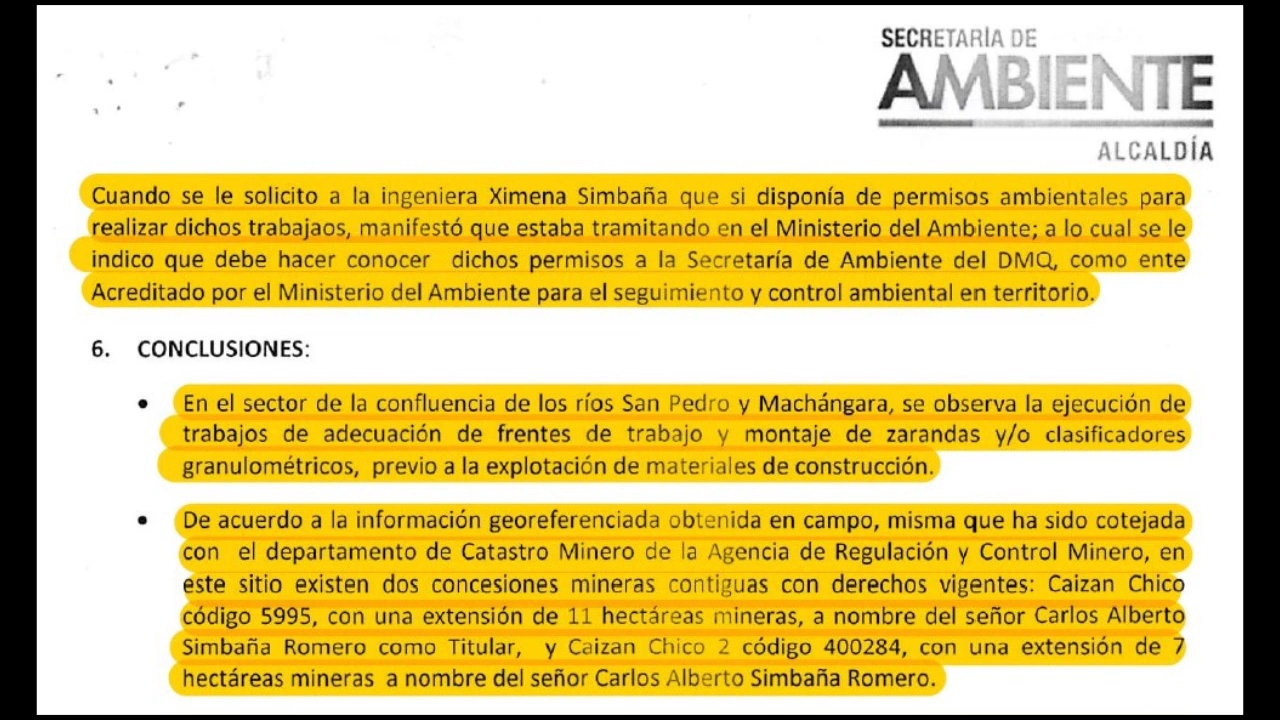 SECRETARÍA DE
AMBIENTE
ALCALDÍA
Cuando se le solicito a la ingeniera Ximena Simbaña que si disponía de permisos ambientales para
realizar dichos trabajaos, manifestó que estaba tramitando en el Ministerio del Ambiente; a lo cual se le
indico que debe hacer conocer dichos permisos a la Secretaría de Ambiente del DMQ, como ente
Acreditado por el Ministerio del Ambiente para el seguimiento y control ambiental en territorio.
6. CONCLUSIONES:
• En el sector de la confluencia de los ríos San Pedro y Machángara, se observa la ejecución de
trabajos de adecuación de frentes de trabajo y montaje de zarandas y/o clasificadores
granulométricos, previo a la explotación de materiales de construcción.
• De acuerdo a la información georeferenciada obtenida en campo, misma que ha sido cotejada
con el departamento de Catastro Minero de la Agencia de Regulación y Control Minero, en
este sitio existen dos concesiones mineras contiguas con derechos vigentes: Caizan Chico
código 5995, con una extensión de 11 hectáreas mineras, a nombre del señor Carlos Alberto
Simbaña Romero como Titular, y Caizan Chico 2 código 400284, con una extensión de 7
hectáreas mineras a nombre del señor Carlos Alberto Simbaña Romero.